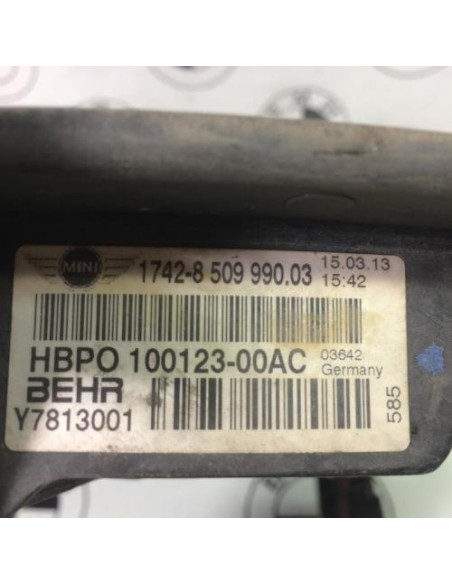 MINI 1742-8 509 990.03 15.03.13
15:42
HBPO 100123-00AC 03642
Germany
BEHR
Y7813001
585